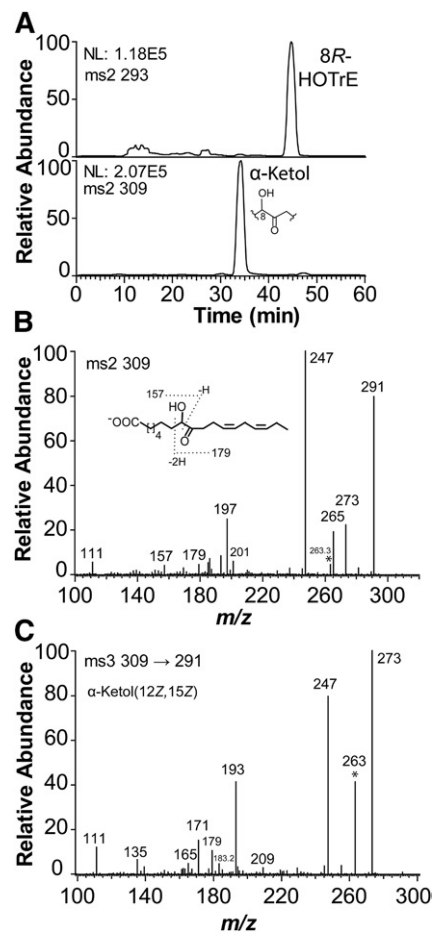 A
NL: 1.18E5
ms2 293
8R-
HOTrE
100
50
0
Relative Abundance
NL: 2.07E5
ms2 309
α-Ketol
OH
8
O
100
50
0
0 10 20 30 40 50 60
Time (min)
B
Relative Abundance
100
80
60
40
20
0
ms2 309
157
-H
HO
⁻OOC
4
O
-2H
179
247
291
197
265
273
263.3
*
111
157
179
201
100 140 180 220 260 300
m/z
C
Relative Abundance
100
80
60
40
20
0
ms3 309 → 291
α-Ketol(12Z,15Z)
273
247
263
*
193
171
179
111
135
165
183.2
209
100 140 180 220 260 300
m/z